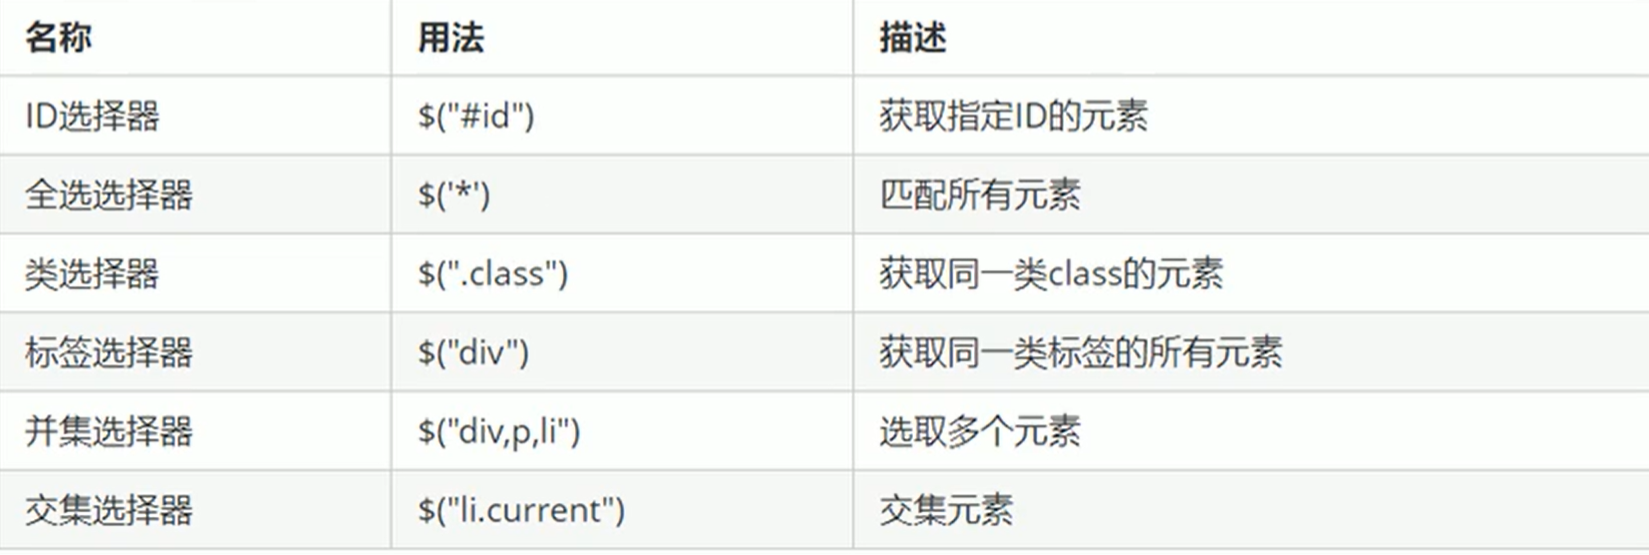 名称 用法 描述
ID选择器 $("#id") 获取指定ID的元素
全选选择器 $('*') 匹配所有元素
类选择器 $(".class") 获取同一类class的元素
标签选择器 $("div") 获取同一类标签的所有元素
并集选择器 $("div,p,li") 选取多个元素
交集选择器 $("li.current") 交集元素